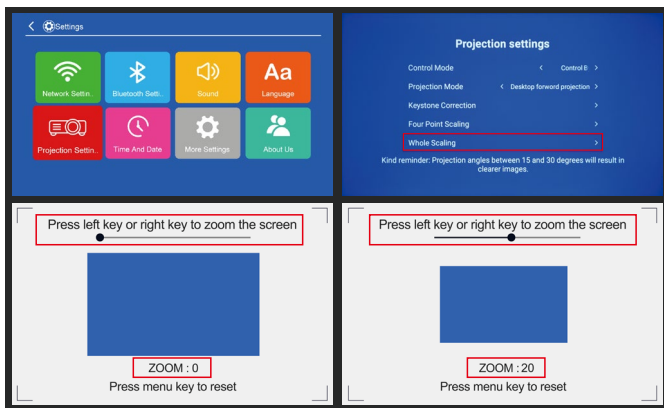 Settings
Network Settin..
Bluetooth Setti..
Sound
Aa
Language
Projection Settin..
Time And Date
More Settings
About Us
Projection settings
Control Mode < Control B >
Projection Mode < Desktop forword projection >
Keystone Correction >
Four Point Scaling >
Whole Scaling >
Kind reminder: Projection angles between 15 and 30 degrees will result in
clearer images.
Press left key or right key to zoom the screen
ZOOM : 0
Press menu key to reset
Press left key or right key to zoom the screen
ZOOM : 20
Press menu key to reset